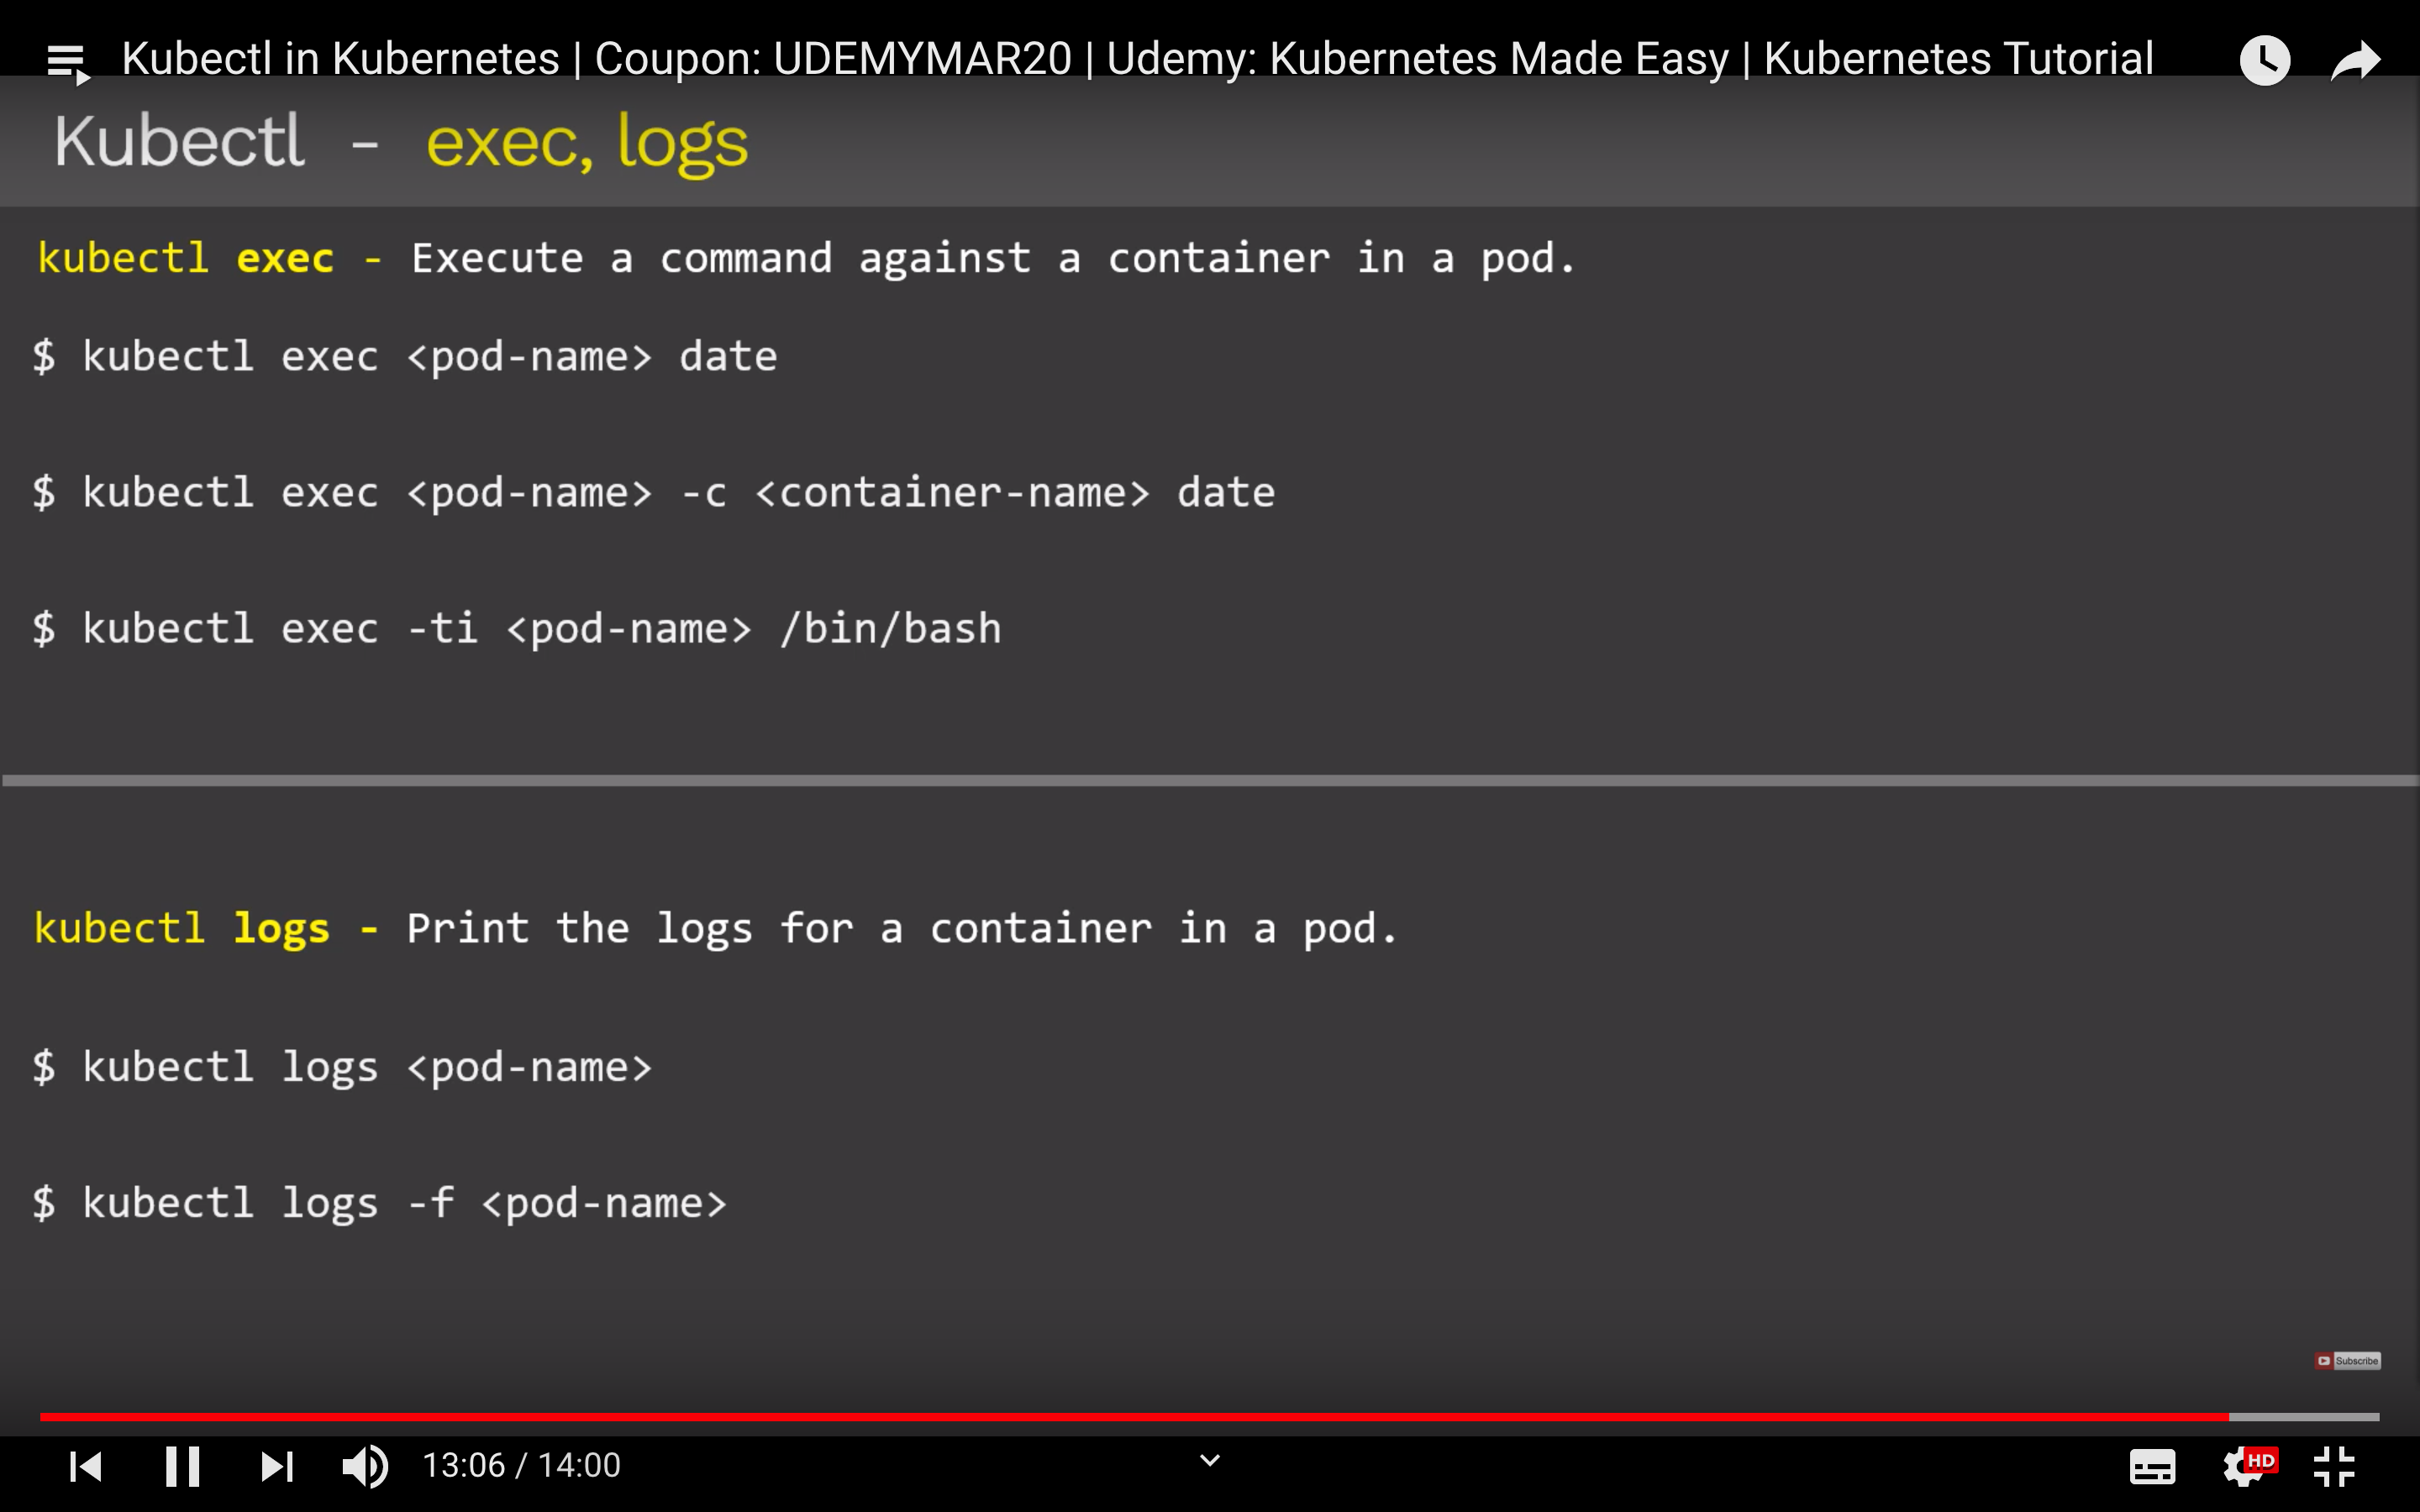 Kubectl in Kubernetes | Coupon: UDEMYMAR20 | Udemy: Kubernetes Made Easy | Kubernetes Tutorial
Kubectl - exec, logs
kubectl exec - Execute a command against a container in a pod.
$ kubectl exec <pod-name> date
$ kubectl exec <pod-name> -c <container-name> date
$ kubectl exec -ti <pod-name> /bin/bash
kubectl logs - Print the logs for a container in a pod.
$ kubectl logs <pod-name>
$ kubectl logs -f <pod-name>
Subscribe
13:06 / 14:00
HD